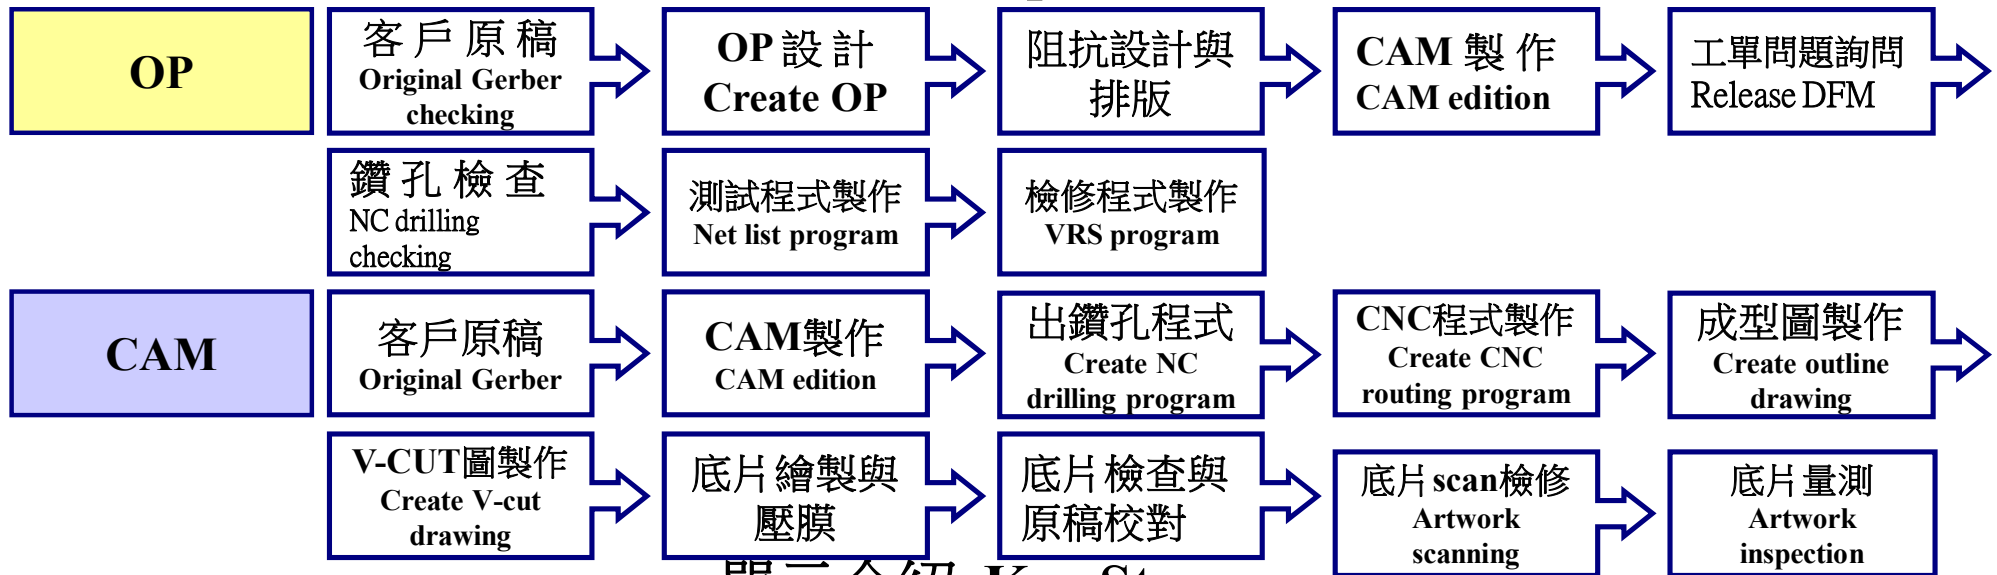 OP
客 戶 原 稿
Original Gerber
checking
OP 設 計
Create OP
阻抗設計與
排版
CAM 製 作
CAM edition
工單問題詢問
Release DFM
鑽 孔 檢 查
NC drilling
checking
測試程式製作
Net list program
檢修程式製作
VRS program
CAM
客戶原稿
Original Gerber
CAM製作
CAM edition
出鑽孔程式
Create NC
drilling program
CNC程式製作
Create CNC
routing program
成型圖製作
Create outline
drawing
V-CUT圖製作
Create V-cut
drawing
底片繪製與
壓膜
底片檢查與
原稿校對
底片scan檢修
Artwork
scanning
底片量測
Artwork
inspection